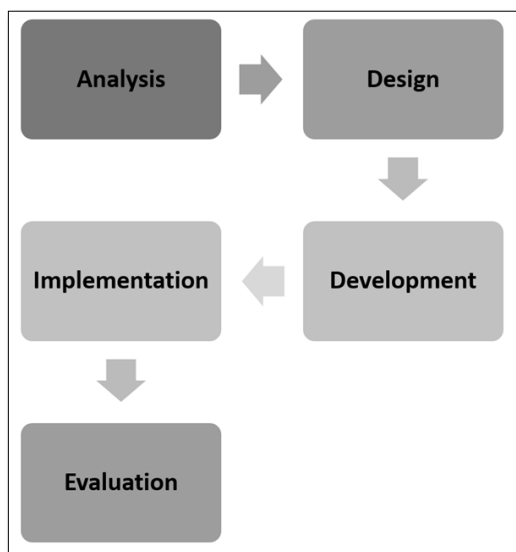 Analysis
Design
Development
Implementation
Evaluation